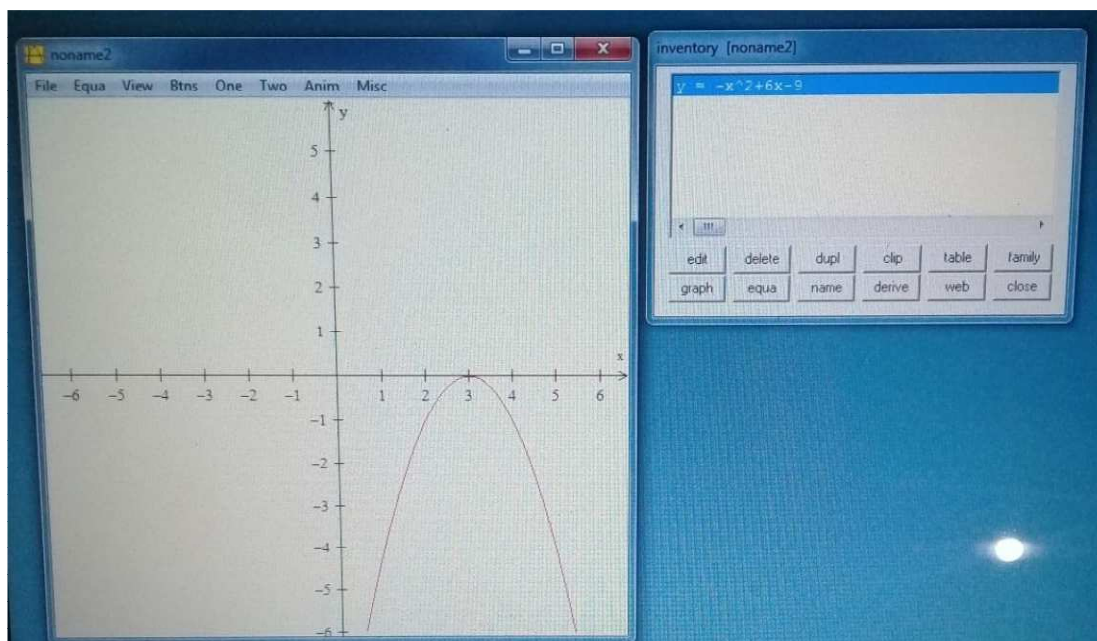 noname2
File Equa View Btns One Two Anim Misc
y
5
4
3
2
1
x
-6 -5 -4 -3 -2 -1 1 2 3 4 5 6
-1
-2
-3
-4
-5
-6
inventory [noname2]
y = -x^2+6x-9
edit delete dupl clip table family
graph equa name derive web close